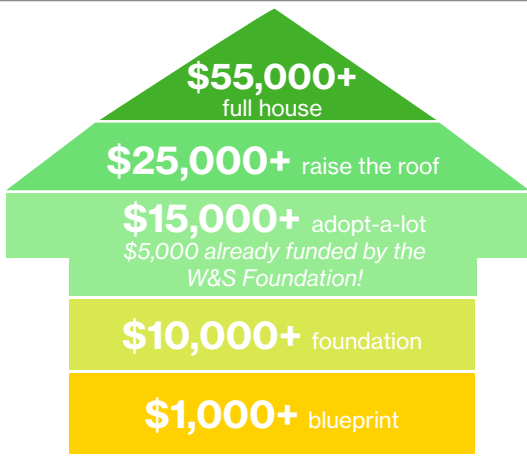 $55,000+
full house
$25,000+ raise the roof
$15,000+ adopt-a-lot
$5,000 already funded by the
W&S Foundation!
$10,000+ foundation
$1,000+ blueprint